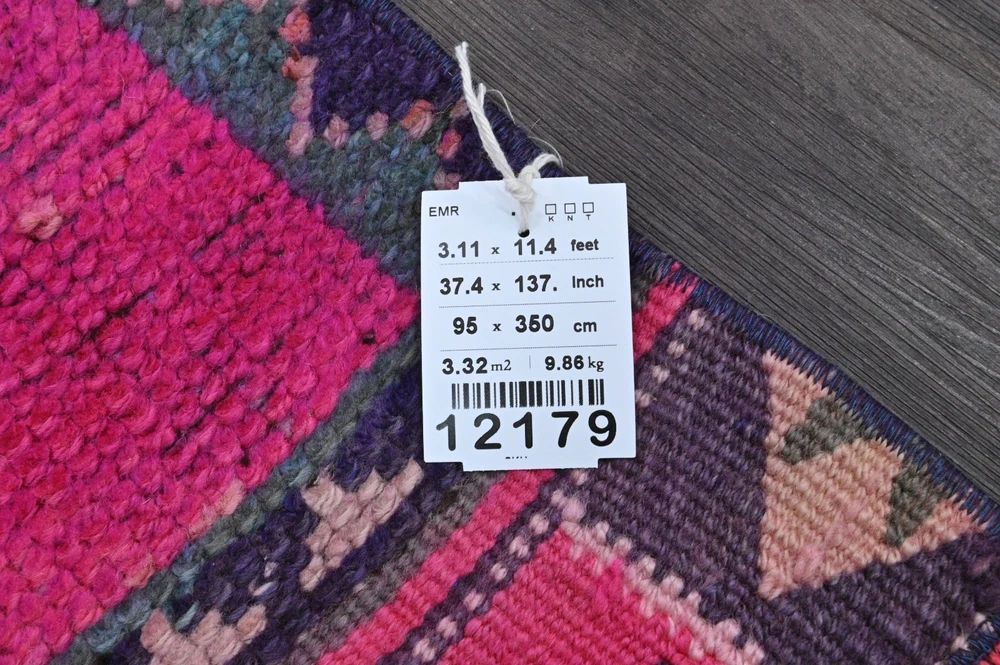 EMR
K N T
3.11 x 11.4 feet
37.4 x 137. Inch
95 x 350 cm
3.32 m2 | 9.86 kg
12179